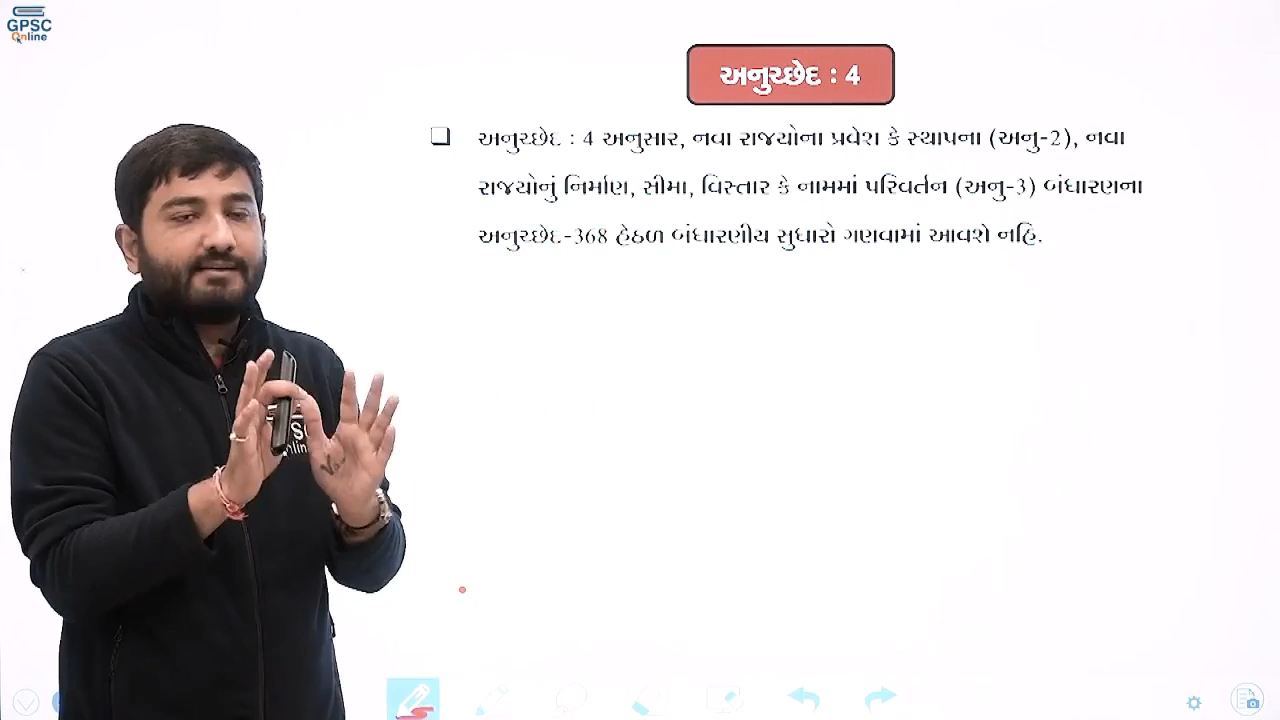 GPSC
Online
અનુચ્છેદ : 4
❑ અનુચ્છેદ : 4 અનુસાર, નવા રાજ્યોના પ્રવેશ કે સ્થાપના (અનુ-2), નવા
રાજ્યોનું નિર્માણ, સીમા, વિસ્તાર કે નામમાં પરિવર્તન (અનુ-3) બંધારણના
અનુચ્છેદ-368 હેઠળ બંધારણીય સુધારો ગણવામાં આવશે નહિ.